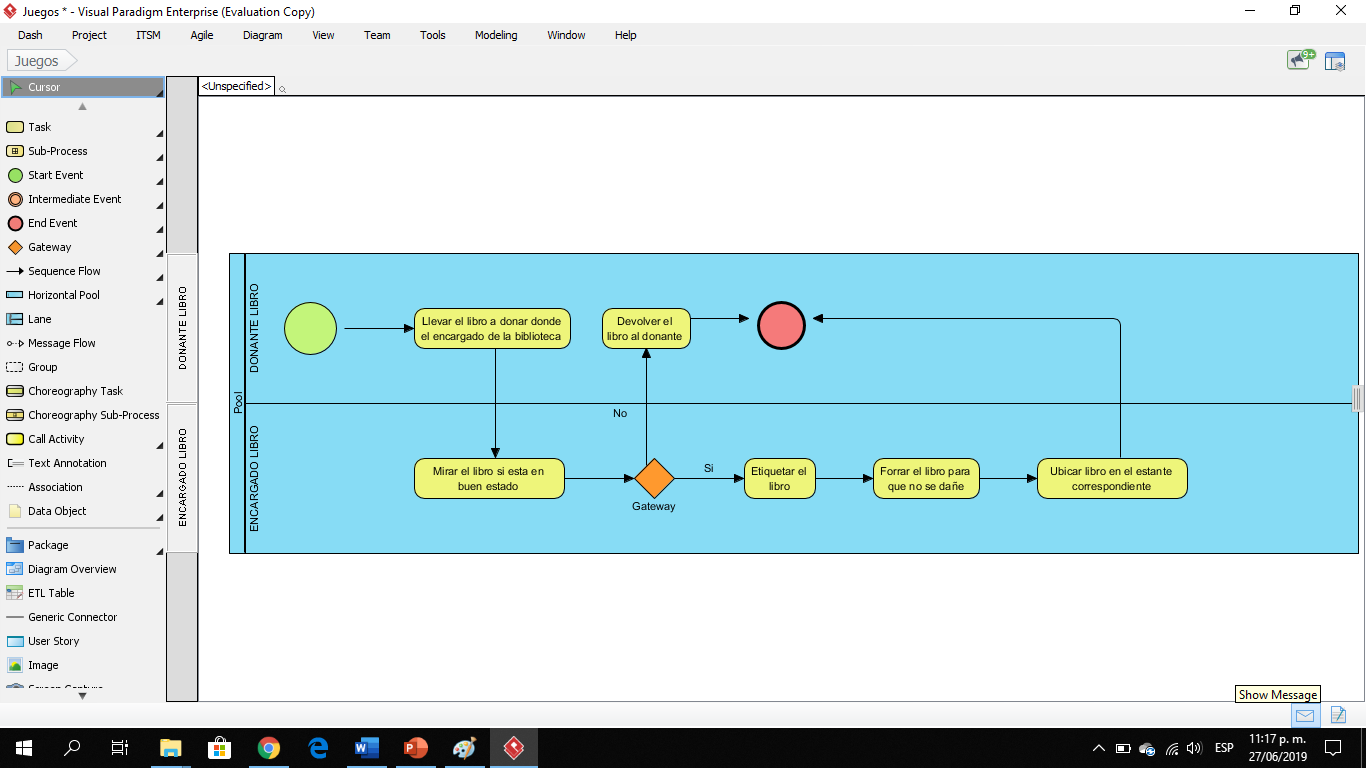 Juegos * - Visual Paradigm Enterprise (Evaluation Copy)
Dash Project ITSM Agile Diagram View Team Tools Modeling Window Help
Juegos
9+
Cursor
<Unspecified>
Task
Sub-Process
Start Event
Intermediate Event
End Event
Gateway
Sequence Flow
Horizontal Pool
Lane
Message Flow
Group
Choreography Task
Choreography Sub-Process
Call Activity
Text Annotation
Association
Data Object
Package
Diagram Overview
ETL Table
Generic Connector
User Story
Image
Screen Capture
DONANTE LIBRO
ENCARGADO LIBRO
Pool
DONANTE LIBRO
ENCARGADO LIBRO
Llevar el libro a donar donde
el encargado de la biblioteca
Devolver el
libro al donante
No
Mirar el libro si esta en
buen estado
Gateway
Si
Etiquetar el
libro
Forrar el libro para
que no se dañe
Ubicar libro en el estante
correspondiente
Show Message
ESP
11:17 p. m.
27/06/2019